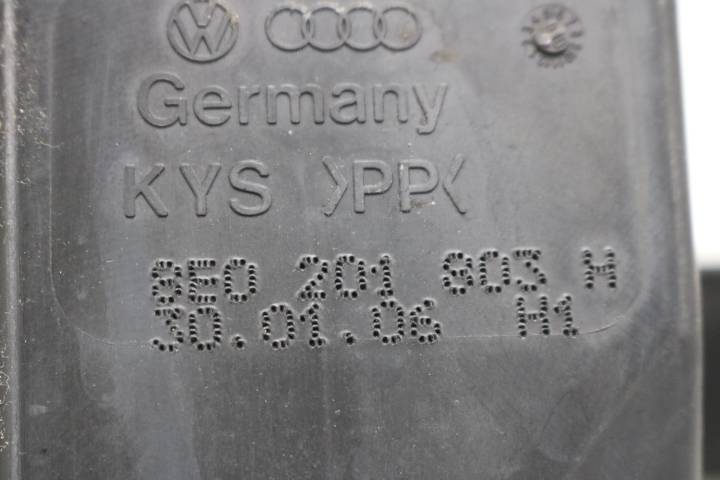 Germany
KYS >PP<
8E0 201 803 H
30.01.06 H1